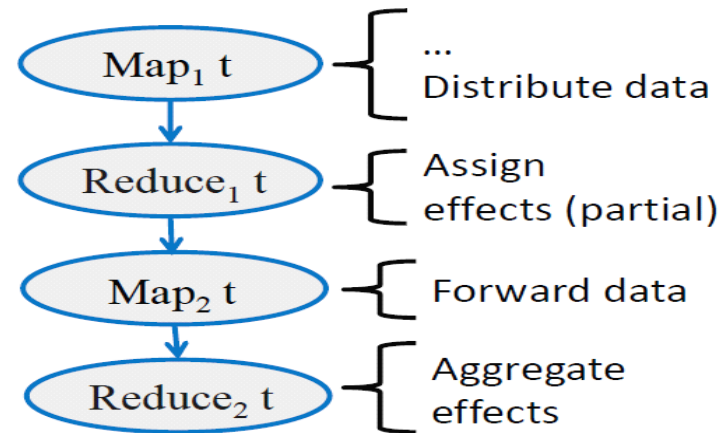 Map₁ t
...
Distribute data
Reduce₁ t
Assign
effects (partial)
Map₂ t
Forward data
Reduce₂ t
Aggregate
effects